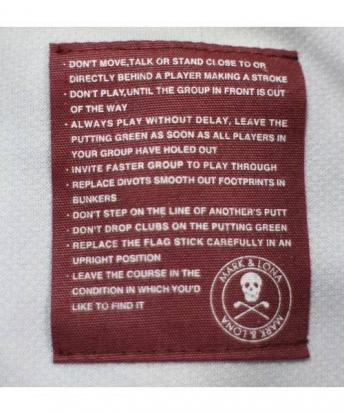 · DON'T MOVE,TALK OR STAND CLOSE TO OR
DIRECTLY BEHIND A PLAYER MAKING A STROKE
· DON'T PLAY,UNTIL THE GROUP IN FRONT IS OUT
OF THE WAY
· ALWAYS PLAY WITHOUT DELAY, LEAVE THE
PUTTING GREEN AS SOON AS ALL PLAYERS IN
YOUR GROUP HAVE HOLED OUT
· INVITE FASTER GROUP TO PLAY THROUGH
· REPLACE DIVOTS SMOOTH OUT FOOTPRINTS IN
BUNKERS
· DON'T STEP ON THE LINE OF ANOTHER'S PUTT
· DON'T DROP CLUBS ON THE PUTTING GREEN
· REPLACE THE FLAG STICK CAREFULLY IN AN
UPRIGHT POSITION
· LEAVE THE COURSE IN THE
CONDITION IN WHICH YOU'D
LIKE TO FIND IT
MARK & LONA
MARK & LONA